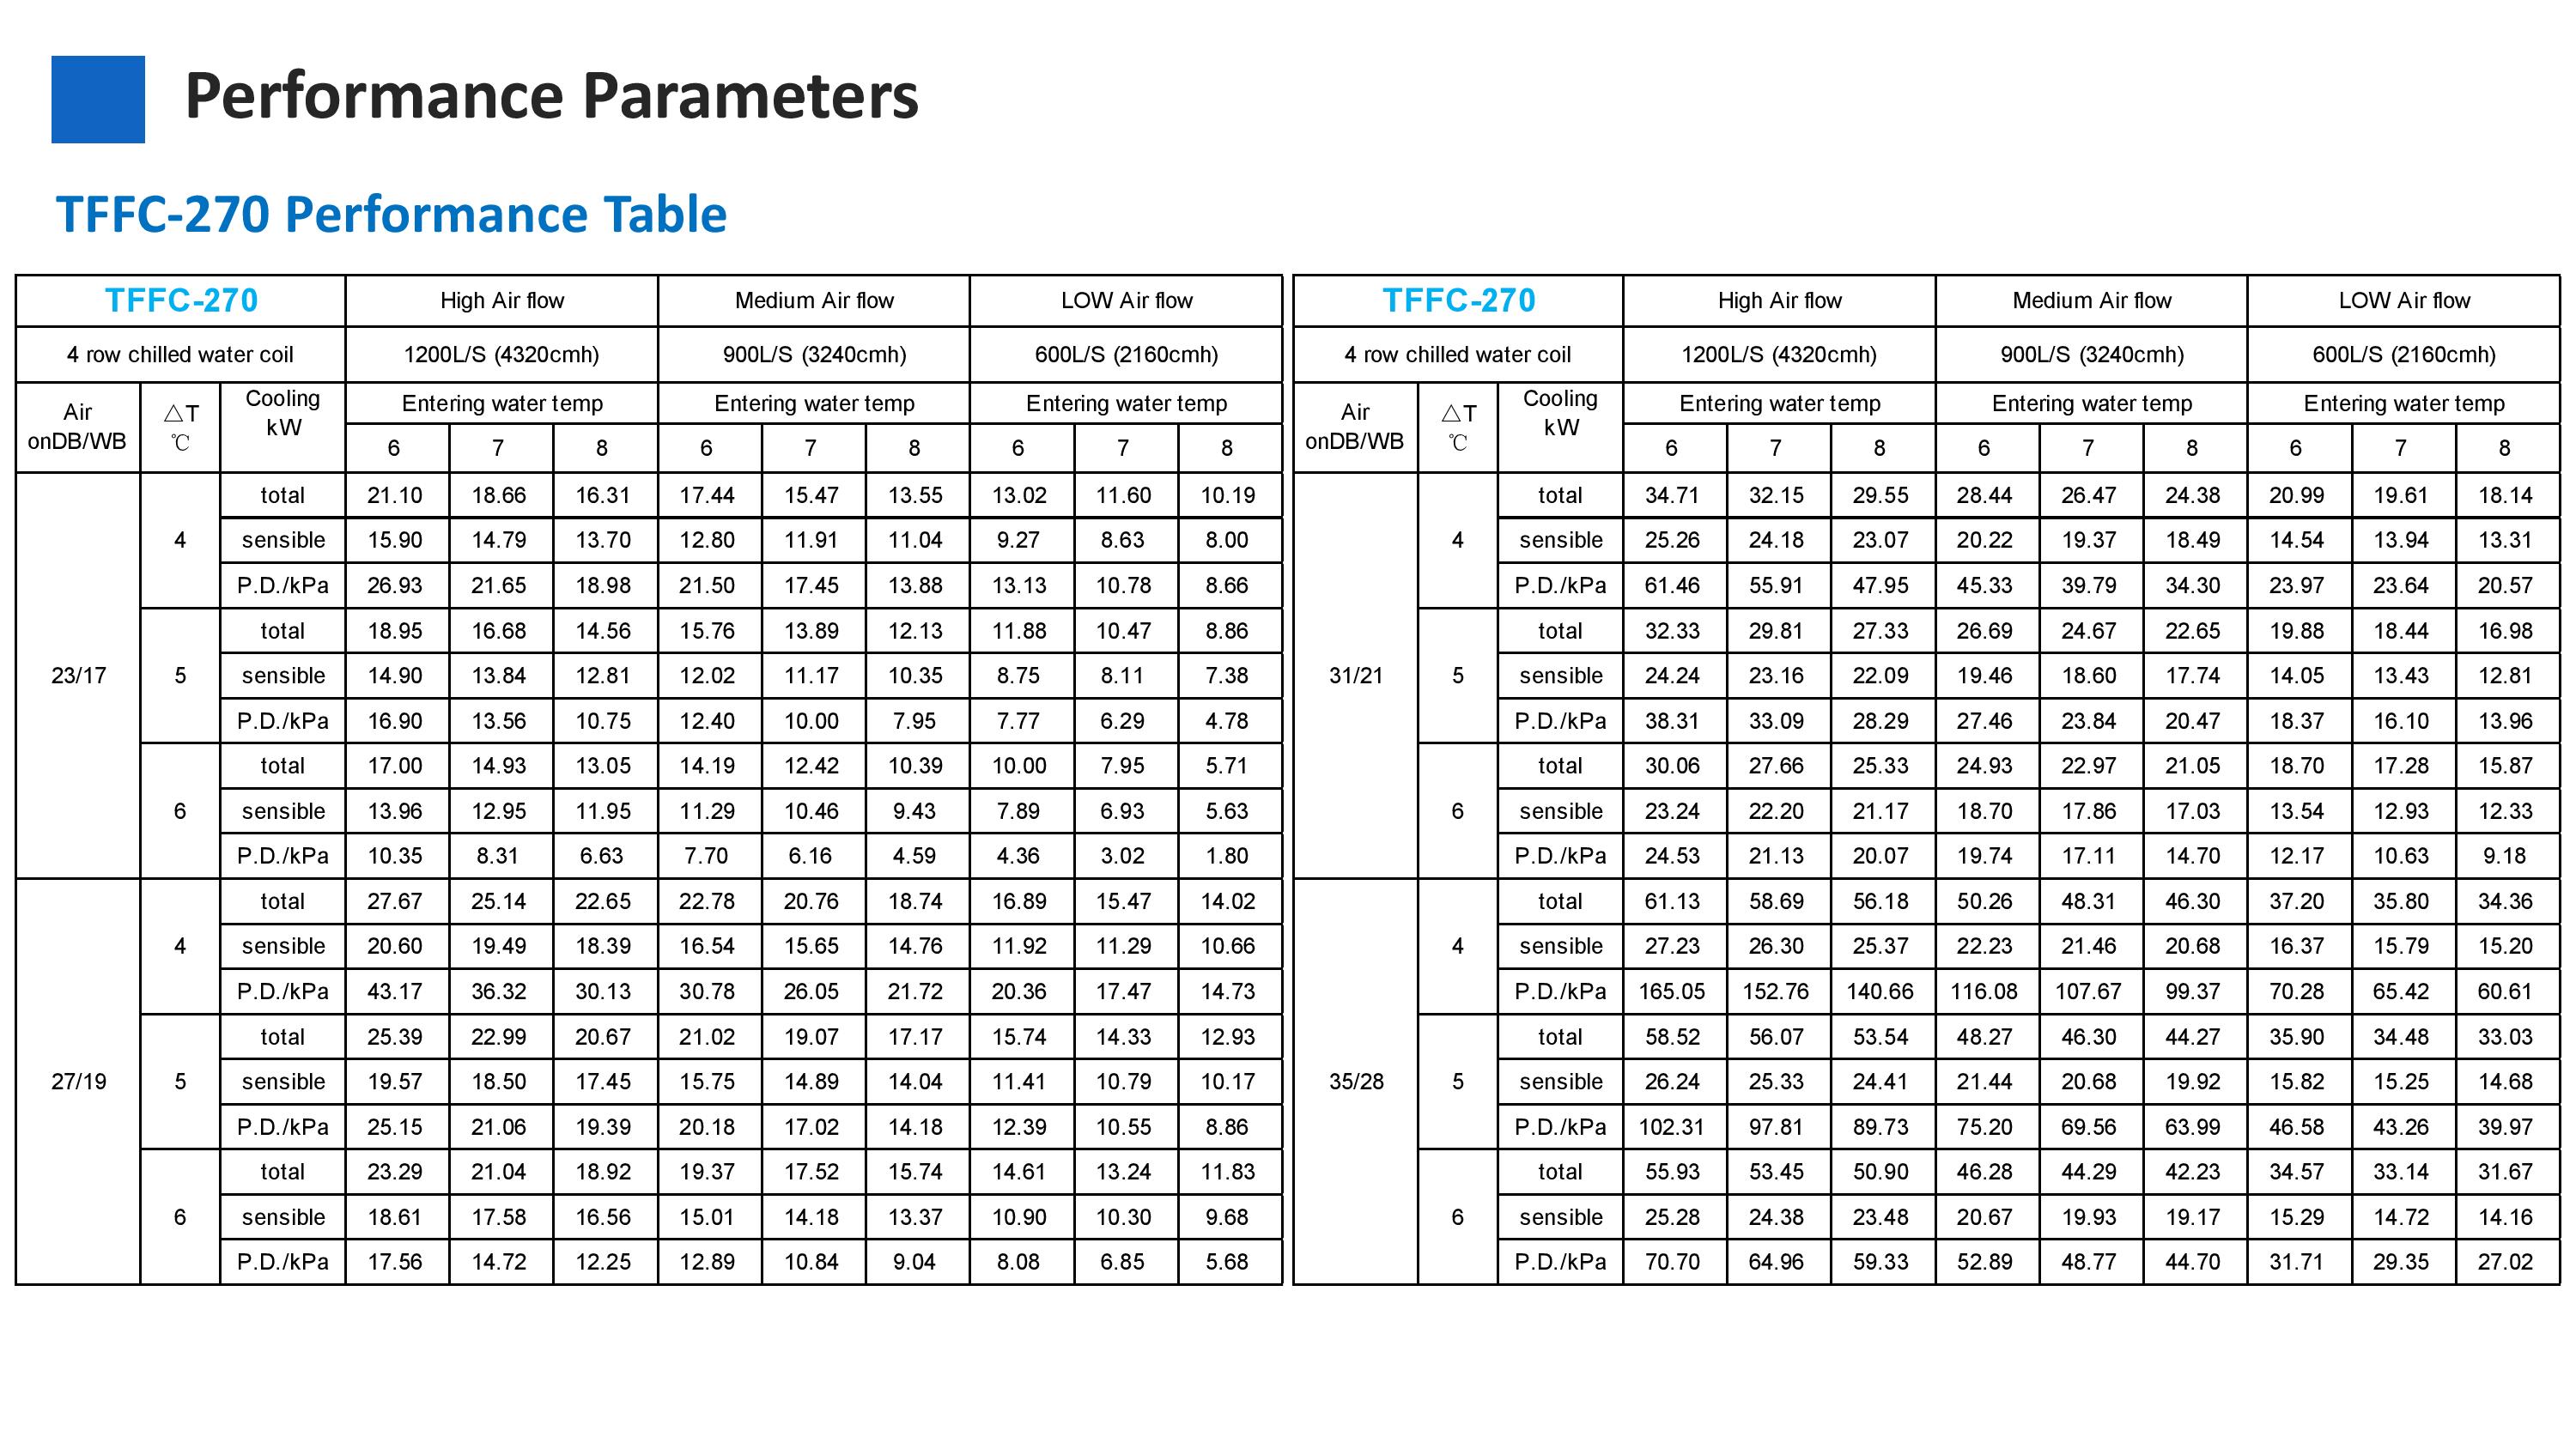 Performance Parameters
TFFC-270 Performance Table
TFFC-270 High Air flow Medium Air flow LOW Air flow
4 row chilled water coil 1200L/S (4320cmh) 900L/S (3240cmh) 600L/S (2160cmh)
Air onDB/WB △T ℃ Cooling kW Entering water temp Entering water temp Entering water temp
6 7 8 6 7 8 6 7 8
23/17 4 total 21.10 18.66 16.31 17.44 15.47 13.55 13.02 11.60 10.19
sensible 15.90 14.79 13.70 12.80 11.91 11.04 9.27 8.63 8.00
P.D./kPa 26.93 21.65 18.98 21.50 17.45 13.88 13.13 10.78 8.66
5 total 18.95 16.68 14.56 15.76 13.89 12.13 11.88 10.47 8.86
sensible 14.90 13.84 12.81 12.02 11.17 10.35 8.75 8.11 7.38
P.D./kPa 16.90 13.56 10.75 12.40 10.00 7.95 7.77 6.29 4.78
6 total 17.00 14.93 13.05 14.19 12.42 10.39 10.00 7.95 5.71
sensible 13.96 12.95 11.95 11.29 10.46 9.43 7.89 6.93 5.63
P.D./kPa 10.35 8.31 6.63 7.70 6.16 4.59 4.36 3.02 1.80
27/19 4 total 27.67 25.14 22.65 22.78 20.76 18.74 16.89 15.47 14.02
sensible 20.60 19.49 18.39 16.54 15.65 14.76 11.92 11.29 10.66
P.D./kPa 43.17 36.32 30.13 30.78 26.05 21.72 20.36 17.47 14.73
5 total 25.39 22.99 20.67 21.02 19.07 17.17 15.74 14.33 12.93
sensible 19.57 18.50 17.45 15.75 14.89 14.04 11.41 10.79 10.17
P.D./kPa 25.15 21.06 19.39 20.18 17.02 14.18 12.39 10.55 8.86
6 total 23.29 21.04 18.92 19.37 17.52 15.74 14.61 13.24 11.83
sensible 18.61 17.58 16.56 15.01 14.18 13.37 10.90 10.30 9.68
P.D./kPa 17.56 14.72 12.25 12.89 10.84 9.04 8.08 6.85 5.68
TFFC-270 High Air flow Medium Air flow LOW Air flow
4 row chilled water coil 1200L/S (4320cmh) 900L/S (3240cmh) 600L/S (2160cmh)
Air onDB/WB △T ℃ Cooling kW Entering water temp Entering water temp Entering water temp
6 7 8 6 7 8 6 7 8
31/21 4 total 34.71 32.15 29.55 28.44 26.47 24.38 20.99 19.61 18.14
sensible 25.26 24.18 23.07 20.22 19.37 18.49 14.54 13.94 13.31
P.D./kPa 61.46 55.91 47.95 45.33 39.79 34.30 23.97 23.64 20.57
5 total 32.33 29.81 27.33 26.69 24.67 22.65 19.88 18.44 16.98
sensible 24.24 23.16 22.09 19.46 18.60 17.74 14.05 13.43 12.81
P.D./kPa 38.31 33.09 28.29 27.46 23.84 20.47 18.37 16.10 13.96
6 total 30.06 27.66 25.33 24.93 22.97 21.05 18.70 17.28 15.87
sensible 23.24 22.20 21.17 18.70 17.86 17.03 13.54 12.93 12.33
P.D./kPa 24.53 21.13 20.07 19.74 17.11 14.70 12.17 10.63 9.18
35/28 4 total 61.13 58.69 56.18 50.26 48.31 46.30 37.20 35.80 34.36
sensible 27.23 26.30 25.37 22.23 21.46 20.68 16.37 15.79 15.20
P.D./kPa 165.05 152.76 140.66 116.08 107.67 99.37 70.28 65.42 60.61
5 total 58.52 56.07 53.54 48.27 46.30 44.27 35.90 34.48 33.03
sensible 26.24 25.33 24.41 21.44 20.68 19.92 15.82 15.25 14.68
P.D./kPa 102.31 97.81 89.73 75.20 69.56 63.99 46.58 43.26 39.97
6 total 55.93 53.45 50.90 46.28 44.29 42.23 34.57 33.14 31.67
sensible 25.28 24.38 23.48 20.67 19.93 19.17 15.29 14.72 14.16
P.D./kPa 70.70 64.96 59.33 52.89 48.77 44.70 31.71 29.35 27.02